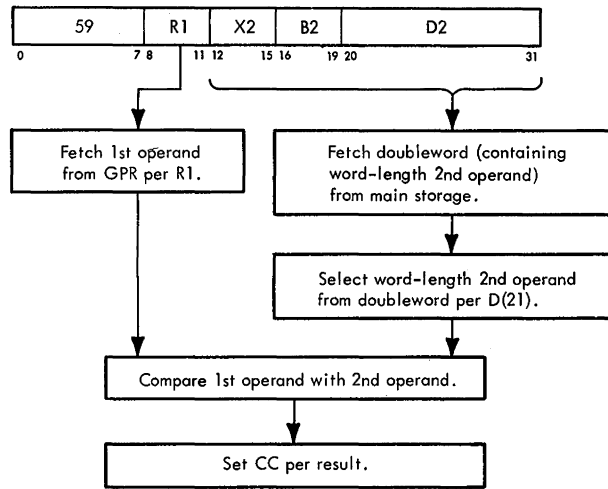 59 R1 X2 B2 D2
0 7 8 11 12 15 16 19 20 31
Fetch 1st operand
from GPR per R1.
Fetch doubleword (containing
word-length 2nd operand)
from main storage.
Select word-length 2nd operand
from doubleword per D(21).
Compare 1st operand with 2nd operand.
Set CC per result.